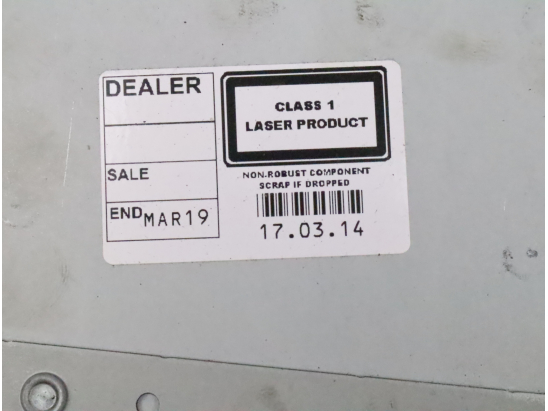 DEALER
SALE
END MAR19
CLASS 1
LASER PRODUCT
NON-ROBUST COMPONENT
SCRAP IF DROPPED
17.03.14